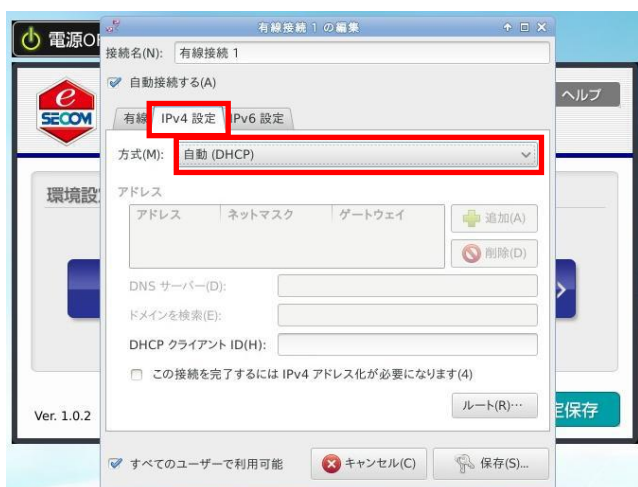 有線接続 1 の編集
電源O
接続名(N): 有線接続 1
自動接続する(A)
ヘルプ
e
SECOM
有線 IPv4 設定 IPv6 設定
方式(M): 自動 (DHCP)
環境設
アドレス
アドレス ネットマスク ゲートウェイ
追加(A)
削除(D)
DNS サーバー(D):
ドメインを検索(E):
DHCP クライアント ID(H):
この接続を完了するには IPv4 アドレス化が必要になります(4)
ルート(R)…
Ver. 1.0.2
定保存
すべてのユーザーで利用可能
キャンセル(C)
保存(S)...